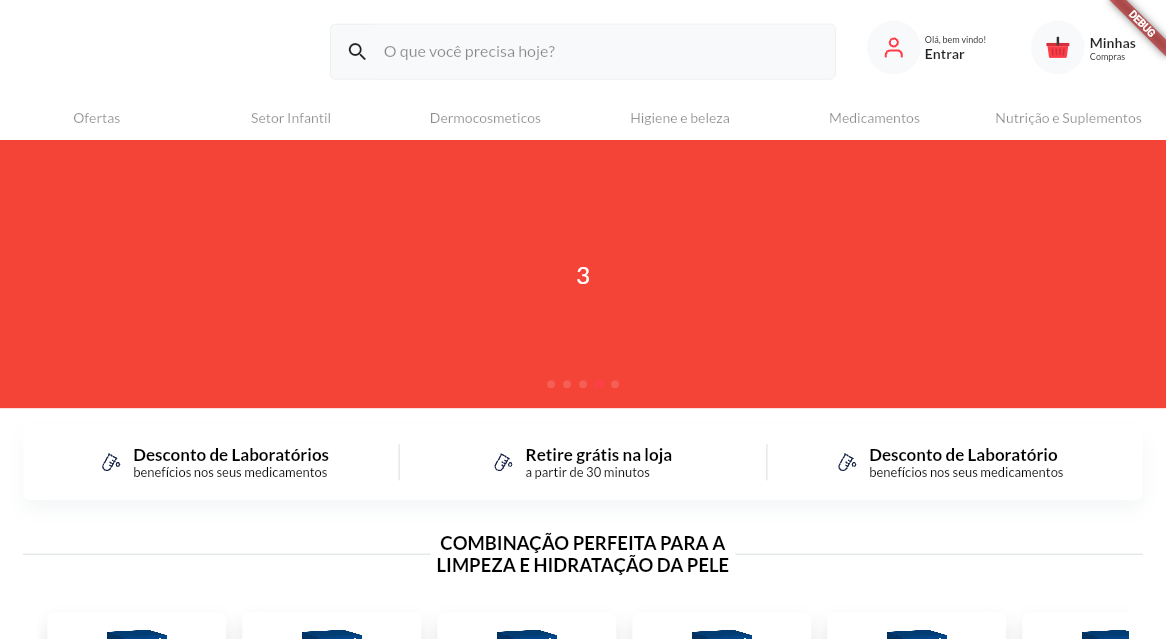 DEBUG
O que você precisa hoje?
Olá, bem vindo!
Entrar
Minhas
Compras
Ofertas
Setor Infantil
Dermocosmeticos
Higiene e beleza
Medicamentos
Nutrição e Suplementos
3
Desconto de Laboratórios
benefícios nos seus medicamentos
Retire grátis na loja
a partir de 30 minutos
Desconto de Laboratório
benefícios nos seus medicamentos
COMBINAÇÃO PERFEITA PARA A
LIMPEZA E HIDRATAÇÃO DA PELE